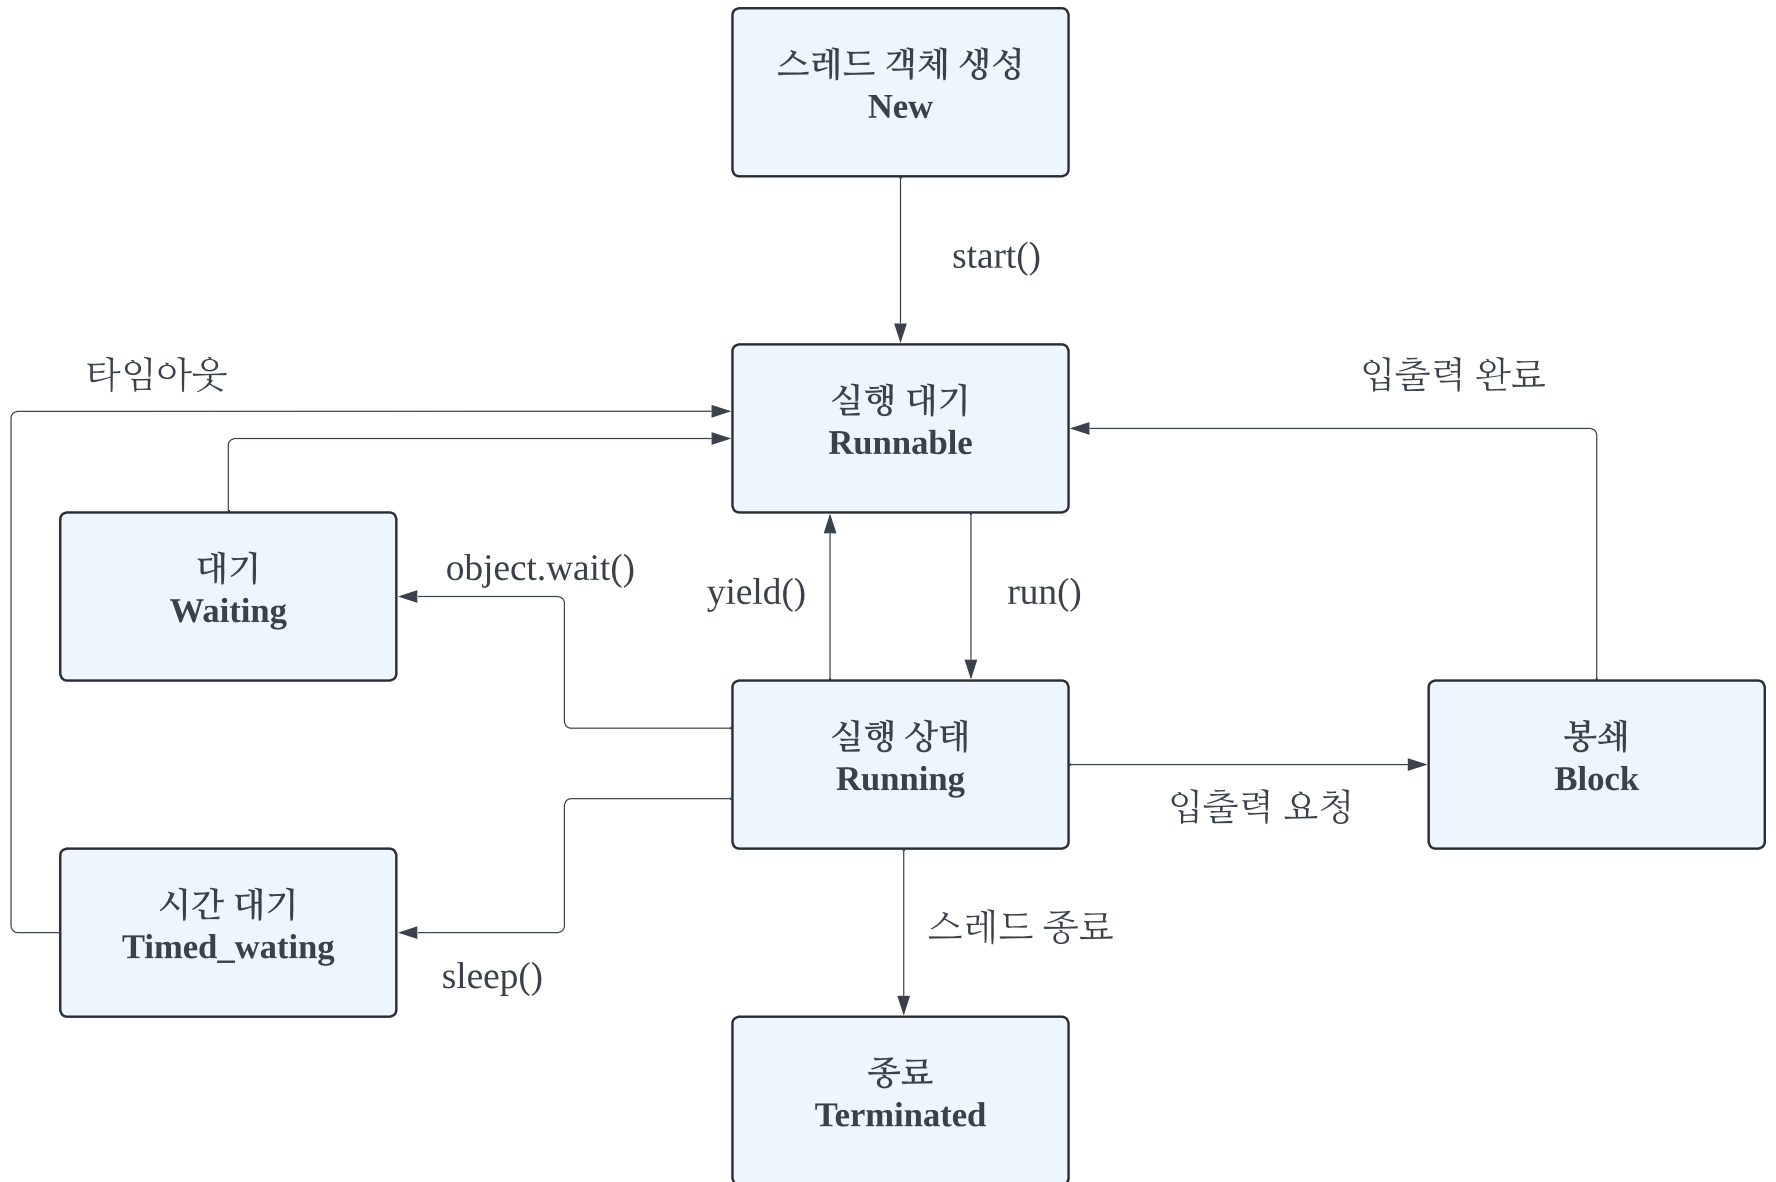 스레드 객체 생성
New
start()
타임아웃
입출력 완료
실행 대기
Runnable
대기
Waiting
object.wait()
yield()
run()
실행 상태
Running
봉쇄
Block
입출력 요청
시간 대기
Timed_wating
sleep()
스레드 종료
종료
Terminated